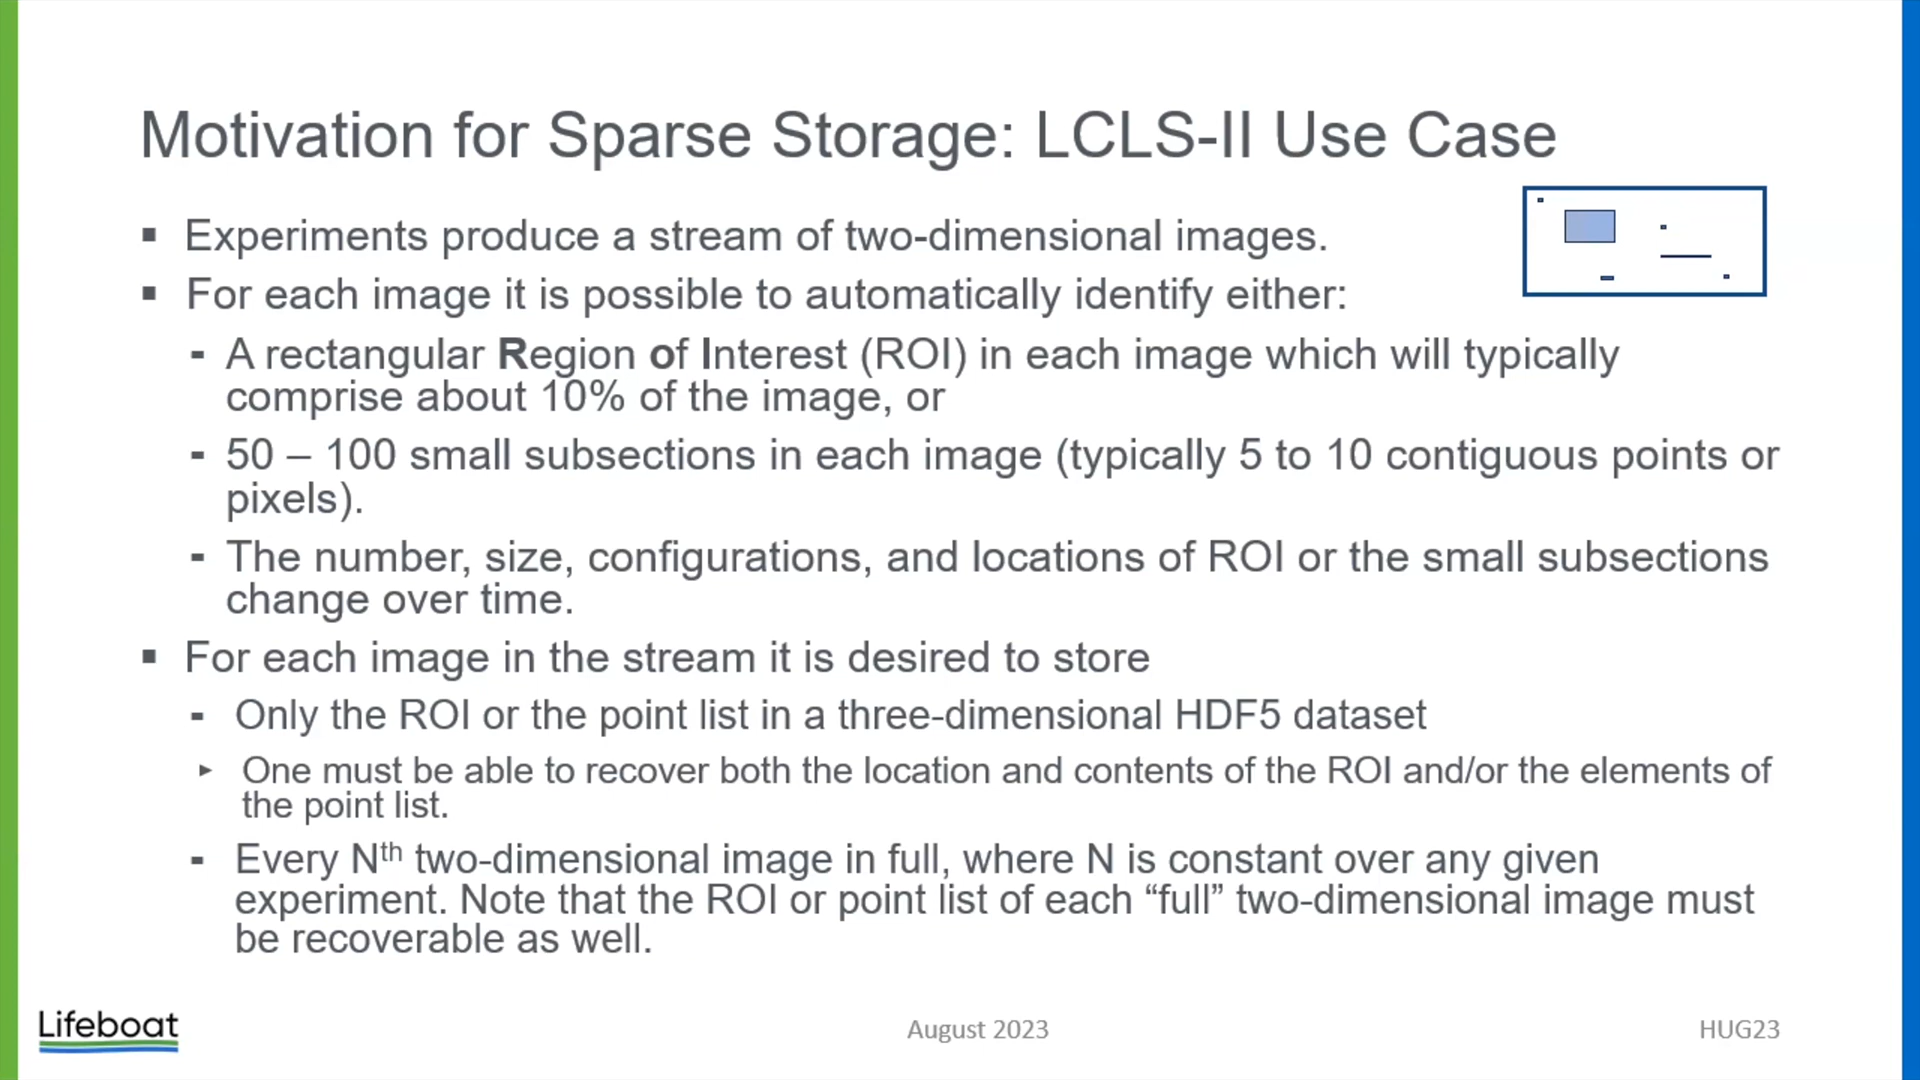 Motivation for Sparse Storage: LCLS-II Use Case
▪ Experiments produce a stream of two-dimensional images.
▪ For each image it is possible to automatically identify either:
- A rectangular Region of Interest (ROI) in each image which will typically
comprise about 10% of the image, or
- 50 – 100 small subsections in each image (typically 5 to 10 contiguous points or
pixels).
- The number, size, configurations, and locations of ROI or the small subsections
change over time.
▪ For each image in the stream it is desired to store
- Only the ROI or the point list in a three-dimensional HDF5 dataset
▸ One must be able to recover both the location and contents of the ROI and/or the elements of
the point list.
- Every Nth two-dimensional image in full, where N is constant over any given
experiment. Note that the ROI or point list of each “full” two-dimensional image must
be recoverable as well.
Lifeboat
August 2023
HUG23